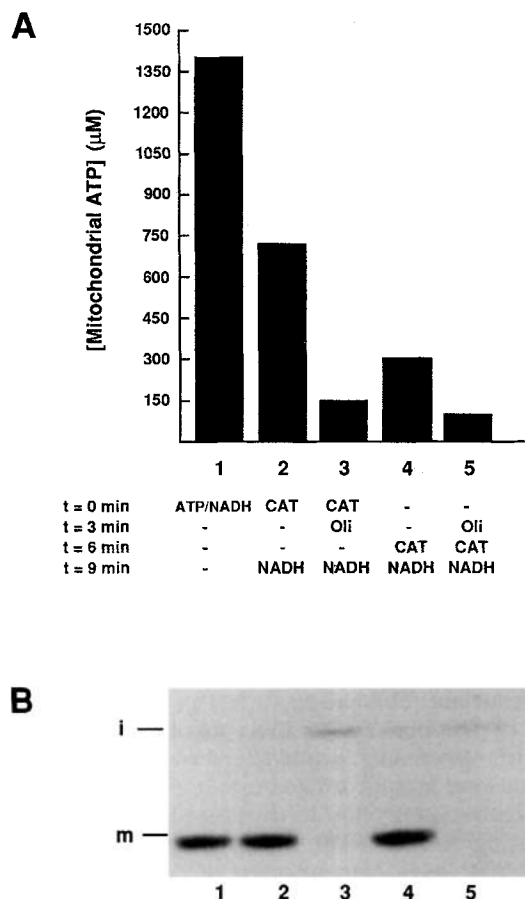 A
[Mitochondrial ATP] (μM)
1500
1350
1200
1050
900
750
600
450
300
150
1 2 3 4 5
t = 0 min ATP/NADH CAT CAT - -
t = 3 min - - Oli - Oli
t = 6 min - - - CAT CAT
t = 9 min - NADH NADH NADH NADH
B
i
m
1 2 3 4 5